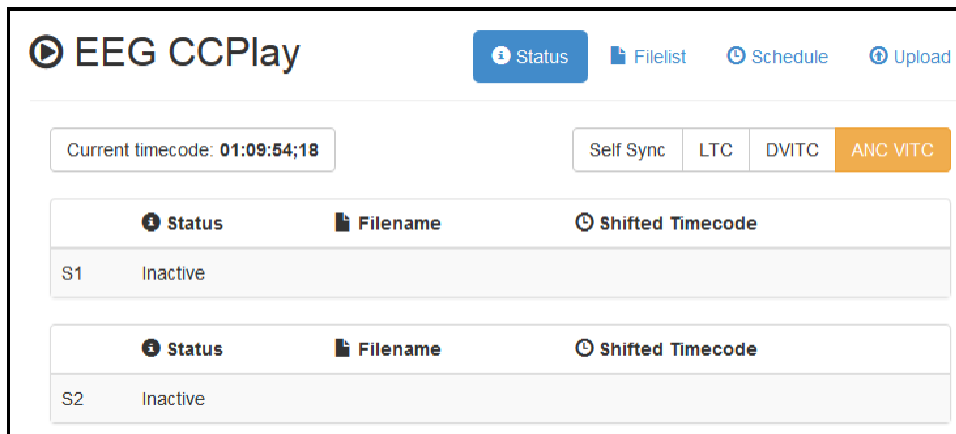 EEG CCPlay Status Filelist Schedule Upload
Current timecode: 01:09:54;18 Self Sync LTC DVITC ANC VITC
Status Filename Shifted Timecode
S1 Inactive
Status Filename Shifted Timecode
S2 Inactive